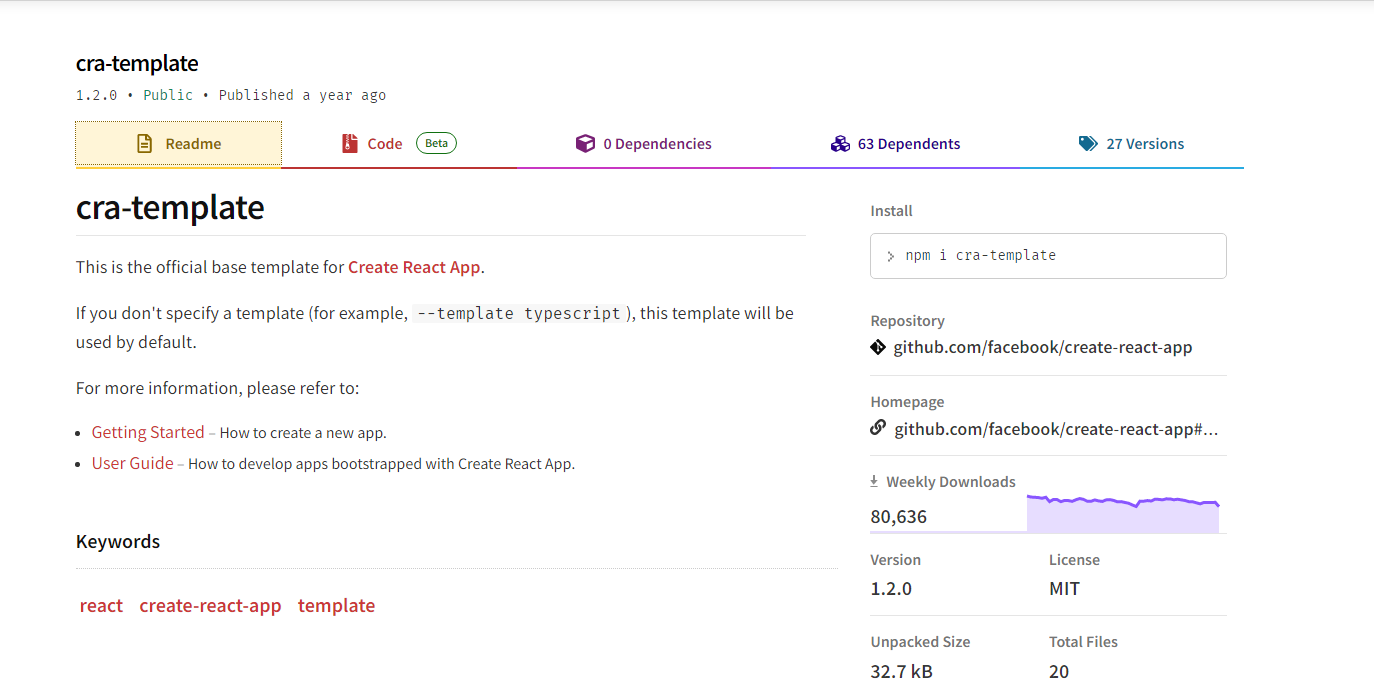 cra-template
1.2.0 • Public • Published a year ago
Readme
Code Beta
0 Dependencies
63 Dependents
27 Versions
cra-template
This is the official base template for Create React App.
If you don't specify a template (for example, --template typescript), this template will be
used by default.
For more information, please refer to:
• Getting Started – How to create a new app.
• User Guide – How to develop apps bootstrapped with Create React App.
Keywords
react create-react-app template
Install
> npm i cra-template
Repository
github.com/facebook/create-react-app
Homepage
github.com/facebook/create-react-app#...
Weekly Downloads
80,636
Version
1.2.0
License
MIT
Unpacked Size
32.7 kB
Total Files
20